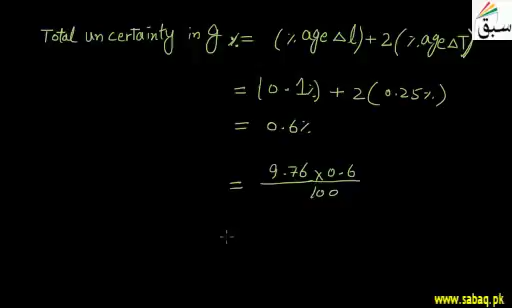 سبق
Total uncertainty in g % = (% age Δl) + 2 (% age ΔT)
= (0.1%) + 2 (0.25%)
= 0.6%
= 9.76 × 0.6 / 100
www.sabaq.pk